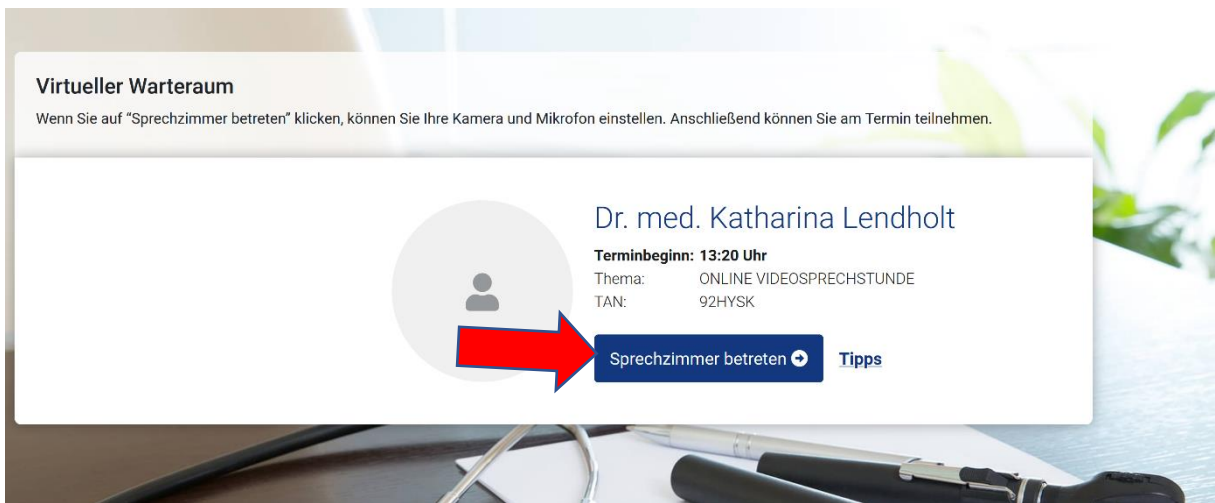 Virtueller Warteraum
Wenn Sie auf “Sprechzimmer betreten” klicken, können Sie Ihre Kamera und Mikrofon einstellen. Anschließend können Sie am Termin teilnehmen.
Dr. med. Katharina Lendholt
Terminbeginn: 13:20 Uhr
Thema: ONLINE VIDEOSPRECHSTUNDE
TAN: 92HYSK
Sprechzimmer betreten Tipps